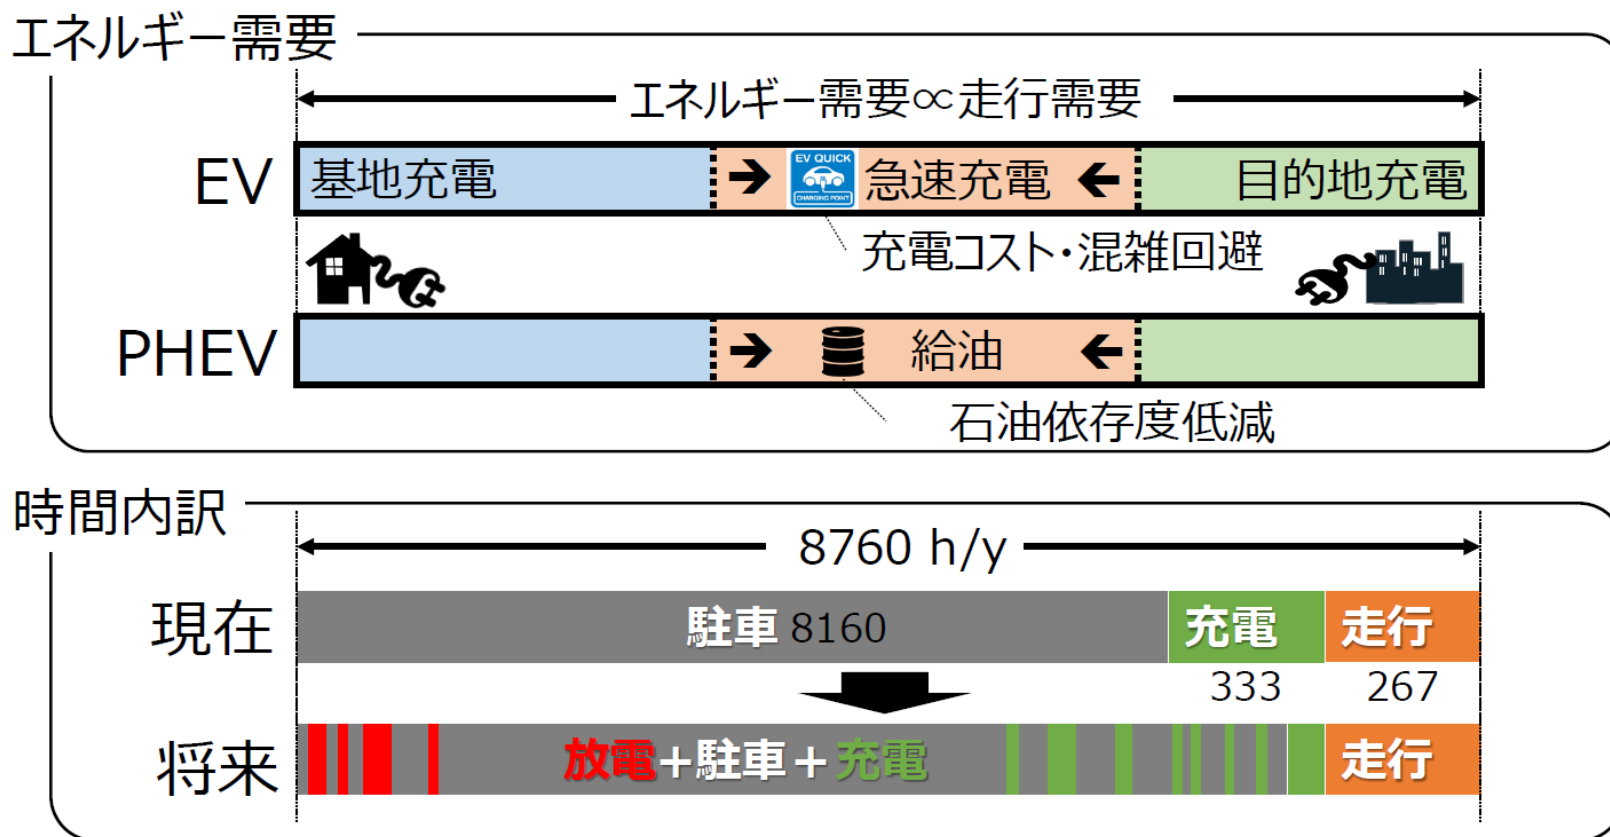 エネルギー需要
エネルギー需要∝走行需要
EV
基地充電
EV QUICK
CHARGING POINT
急速充電
目的地充電
充電コスト・混雑回避
PHEV
給油
石油依存度低減
時間内訳
8760 h/y
現在
駐車 8160
充電
走行
333
267
将来
放電+駐車+充電
走行